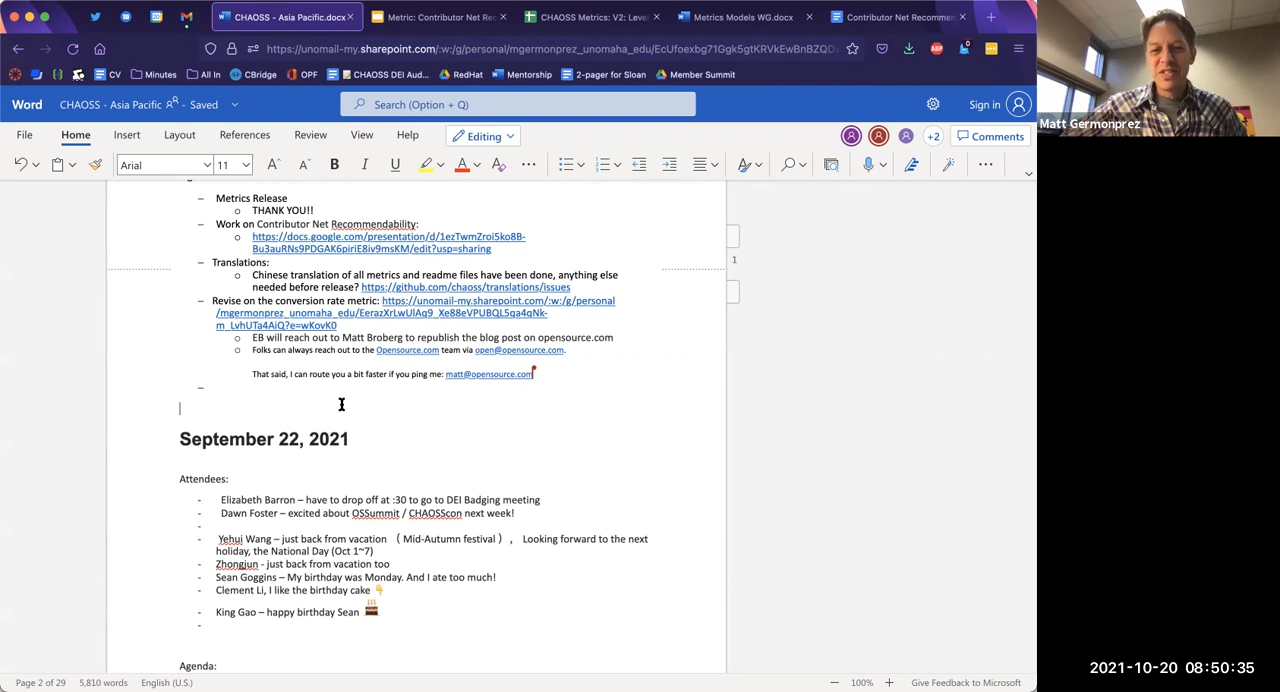 CHAOSS - Asia Pacific.docx
Metric: Contributor Net Rec
CHAOSS Metrics: V2: Level
Metrics Models WG.docx
Contributor Net Recommen
https://unomail-my.sharepoint.com/:w:/g/personal/mgermonprez_unomaha_edu/EcUfoexbg71Ggk5gtKRVkEwBnBZQD
CV
Minutes
All In
CBridge
OPF
CHAOSS DEI Aud...
RedHat
Mentorship
2-pager for Sloan
Member Summit
Matt Germonprez
Word
CHAOSS - Asia Pacific - Saved
Search (Option + Q)
Sign in
File Home Insert Layout References Review View Help
Editing
+2
Comments
Arial
11
B I U
– Metrics Release
o THANK YOU!!
– Work on Contributor Net Recommendability:
o https://docs.google.com/presentation/d/1ezTwmZroi5ko8B-
Bu3auRNs9PDGAK6piriE8iv9msKM/edit?usp=sharing
– Translations:
o Chinese translation of all metrics and readme files have been done, anything else
needed before release? https://github.com/chaoss/translations/issues
– Revise on the conversion rate metric: https://unomail-my.sharepoint.com/:w:/g/personal
/mgermonprez_unomaha_edu/EerazXrLwUlAq9_Xe88eVPUBQL5qa4qNk-
m_LvhUTa4AiQ?e=wKovK0
o EB will reach out to Matt Broberg to republish the blog post on opensource.com
o Folks can always reach out to the Opensource.com team via open@opensource.com.
That said, I can route you a bit faster if you ping me: matt@opensource.com
–
1
September 22, 2021
Attendees:
- Elizabeth Barron – have to drop off at :30 to go to DEI Badging meeting
- Dawn Foster – excited about OSSummit / CHAOSScon next week!
-
- Yehui Wang – just back from vacation （Mid-Autumn festival）， Looking forward to the next
holiday, the National Day (Oct 1~7)
- Zhongjun - just back from vacation too
- Sean Goggins – My birthday was Monday. And I ate too much!
- Clement Li, I like the birthday cake 👇
- King Gao – happy birthday Sean 🎂
-
Agenda:
Page 2 of 29
5,810 words
English (U.S.)
100%
Give Feedback to Microsoft
2021-10-20 08:50:35